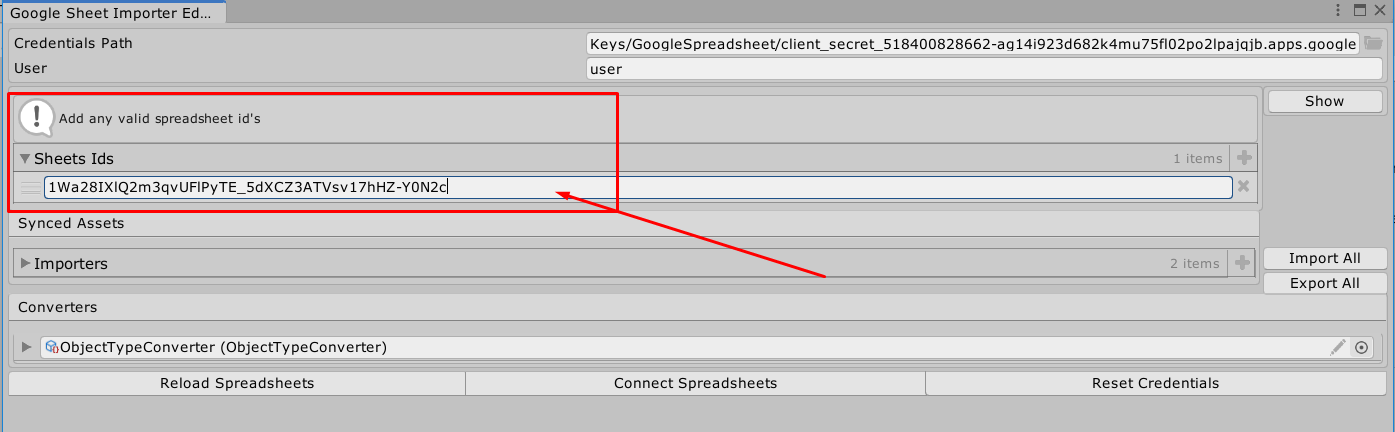 Google Sheet Importer Ed...
Credentials Path
Keys/GoogleSpreadsheet/client_secret_518400828662-ag14i923d682k4mu75fl02po2lpajqjb.apps.google
User
user
Add any valid spreadsheet id's
Show
Sheets Ids
1 items
1Wa28IXlQ2m3qvUFlPyTE_5dXCZ3ATVsv17hHZ-Y0N2c
Synced Assets
Importers
2 items
Import All
Export All
Converters
ObjectTypeConverter (ObjectTypeConverter)
Reload Spreadsheets
Connect Spreadsheets
Reset Credentials